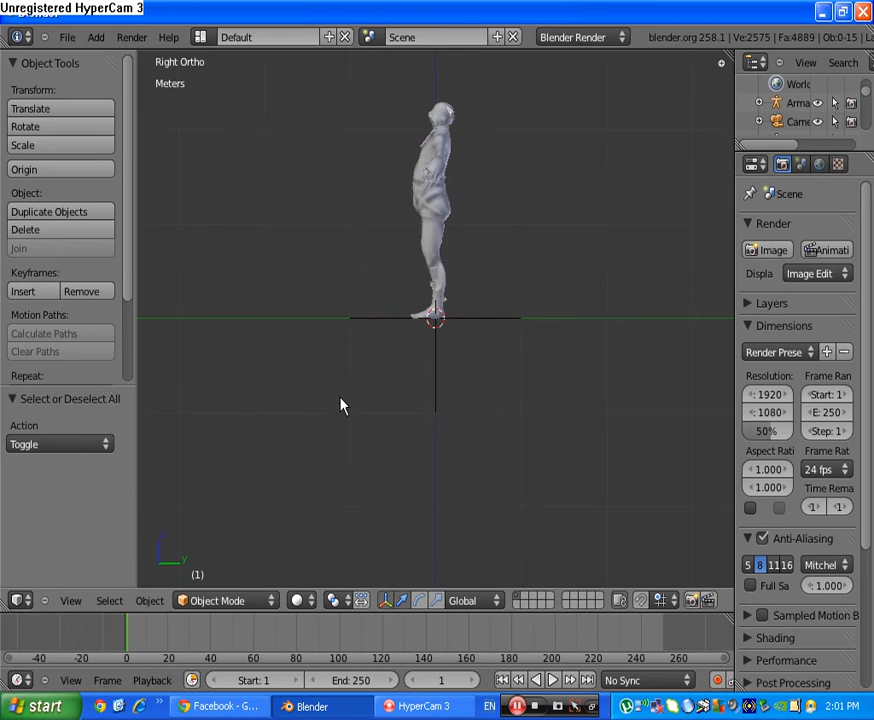 Unregistered HyperCam 3
File Add Render Help Default Scene Blender Render blender.org 258.1 | Ve:2575 | Fa:4889 | Ob:0-15 | La
Object Tools
Transform:
Translate
Rotate
Scale
Origin
Object:
Duplicate Objects
Delete
Join
Keyframes:
Insert Remove
Motion Paths:
Calculate Paths
Clear Paths
Repeat:
Select or Deselect All
Action
Toggle
Right Ortho
Meters
z
y
(1)
View Search
World
Arma
Came
Scene
Render
Image Animati
Displa Image Edit
Layers
Dimensions
Render Prese
Resolution: Frame Ran
: 1920 Start: 1
: 1080 E: 250
50% Step: 1
Aspect Rati Frame Rat
1.000 24 fps
1.000 Time Rema
Anti-Aliasing
5 8 11 16 Mitchel
Full Sa 1.000
Sampled Motion B
Shading
Performance
Post Processing
View Select Object Object Mode Global
-40 -20 0 20 40 60 80 100 120 140 160 180 200 220 240 260
View Frame Playback Start: 1 End: 250 1 No Sync
start Facebook - G... Blender HyperCam 3 EN 2:01 PM